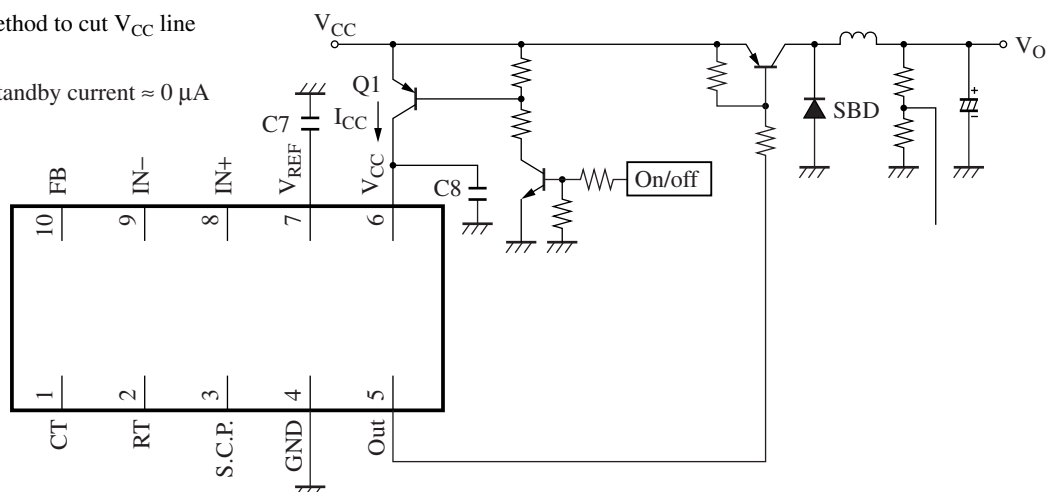 ethod to cut VCC line
tandby current ≈ 0 μA
VCC
VO
Q1
ICC
C7
C8
SBD
On/off
FB
IN−
IN+
VREF
VCC
10
9
8
7
6
1
2
3
4
5
CT
RT
S.C.P.
GND
Out
+
−